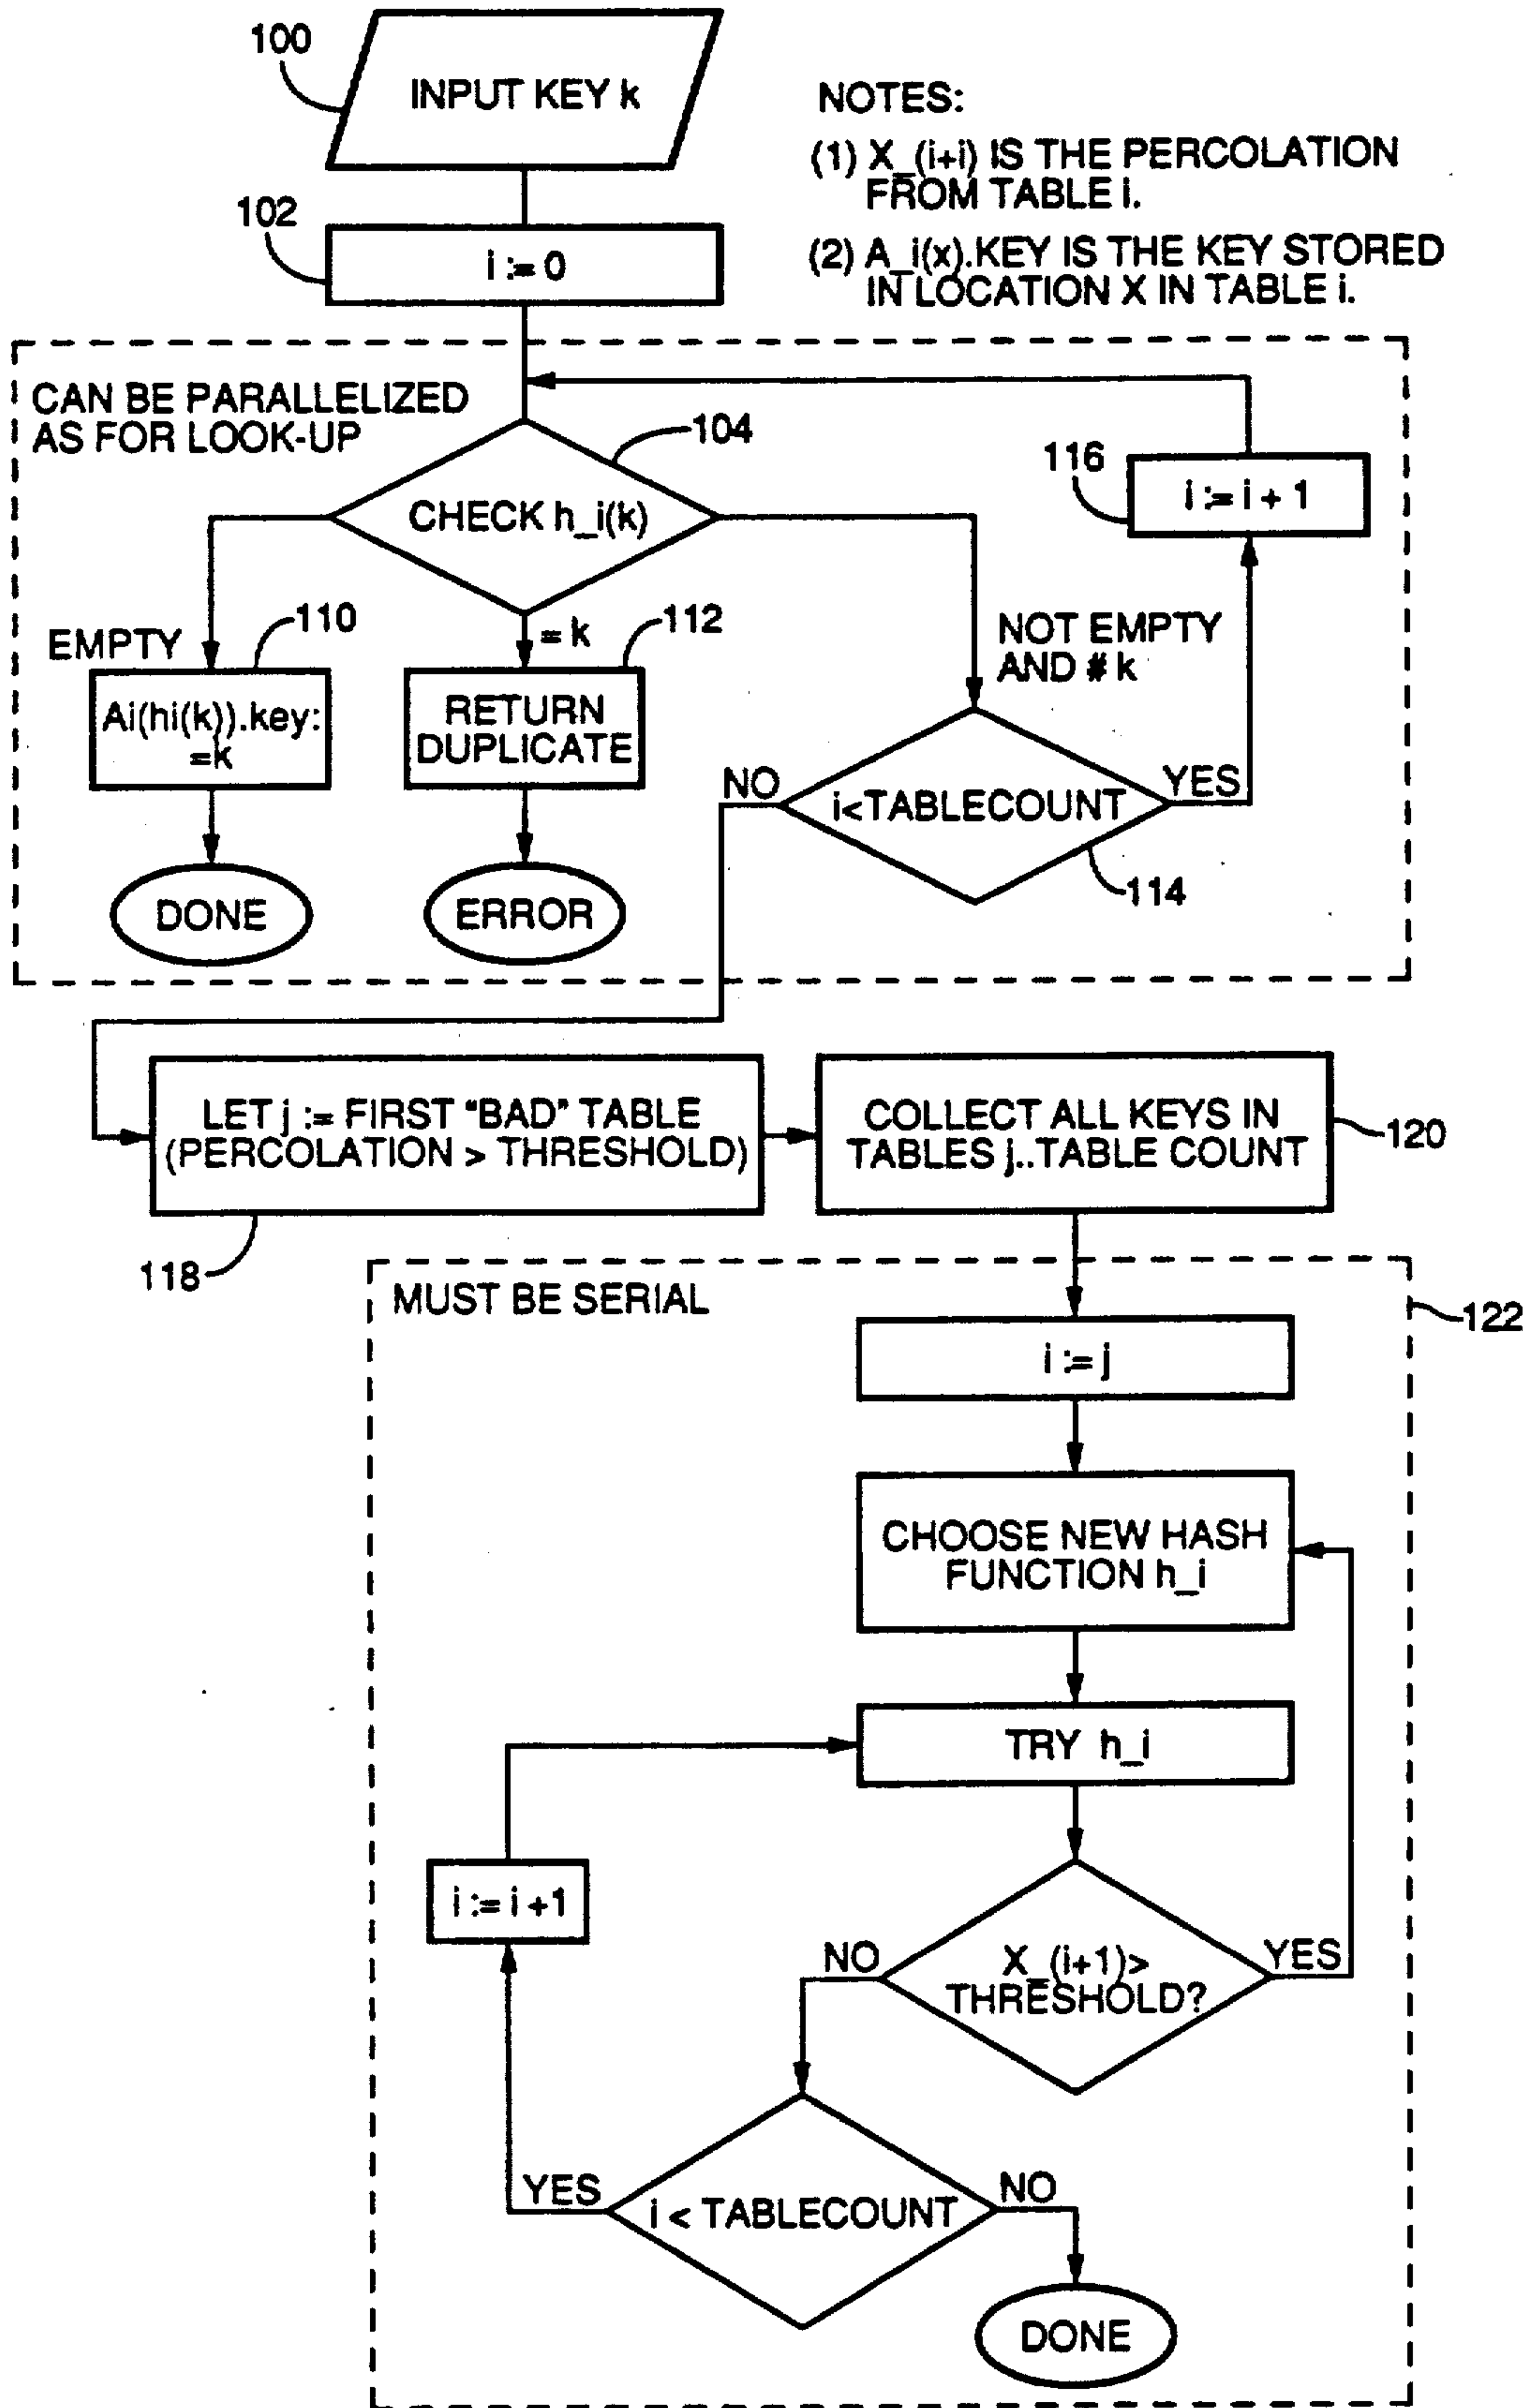 100
INPUT KEY k
NOTES:
(1) X_(i+i) IS THE PERCOLATION
FROM TABLE i.
(2) A_i(x).KEY IS THE KEY STORED
IN LOCATION X IN TABLE i.
102
i := 0
CAN BE PARALLELIZED
AS FOR LOOK-UP
104
CHECK h_i(k)
116
i := i + 1
EMPTY
110
= k
112
NOT EMPTY
AND # k
Ai(hi(k)).key:
=k
RETURN
DUPLICATE
NO
i<TABLECOUNT
YES
114
DONE
ERROR
LET j := FIRST "BAD" TABLE
(PERCOLATION > THRESHOLD)
118
COLLECT ALL KEYS IN
TABLES j..TABLE COUNT
120
MUST BE SERIAL
122
i := j
CHOOSE NEW HASH
FUNCTION h_i
TRY h_i
i := i +1
NO
X_(i+1)>
THRESHOLD?
YES
YES
i < TABLECOUNT
NO
DONE